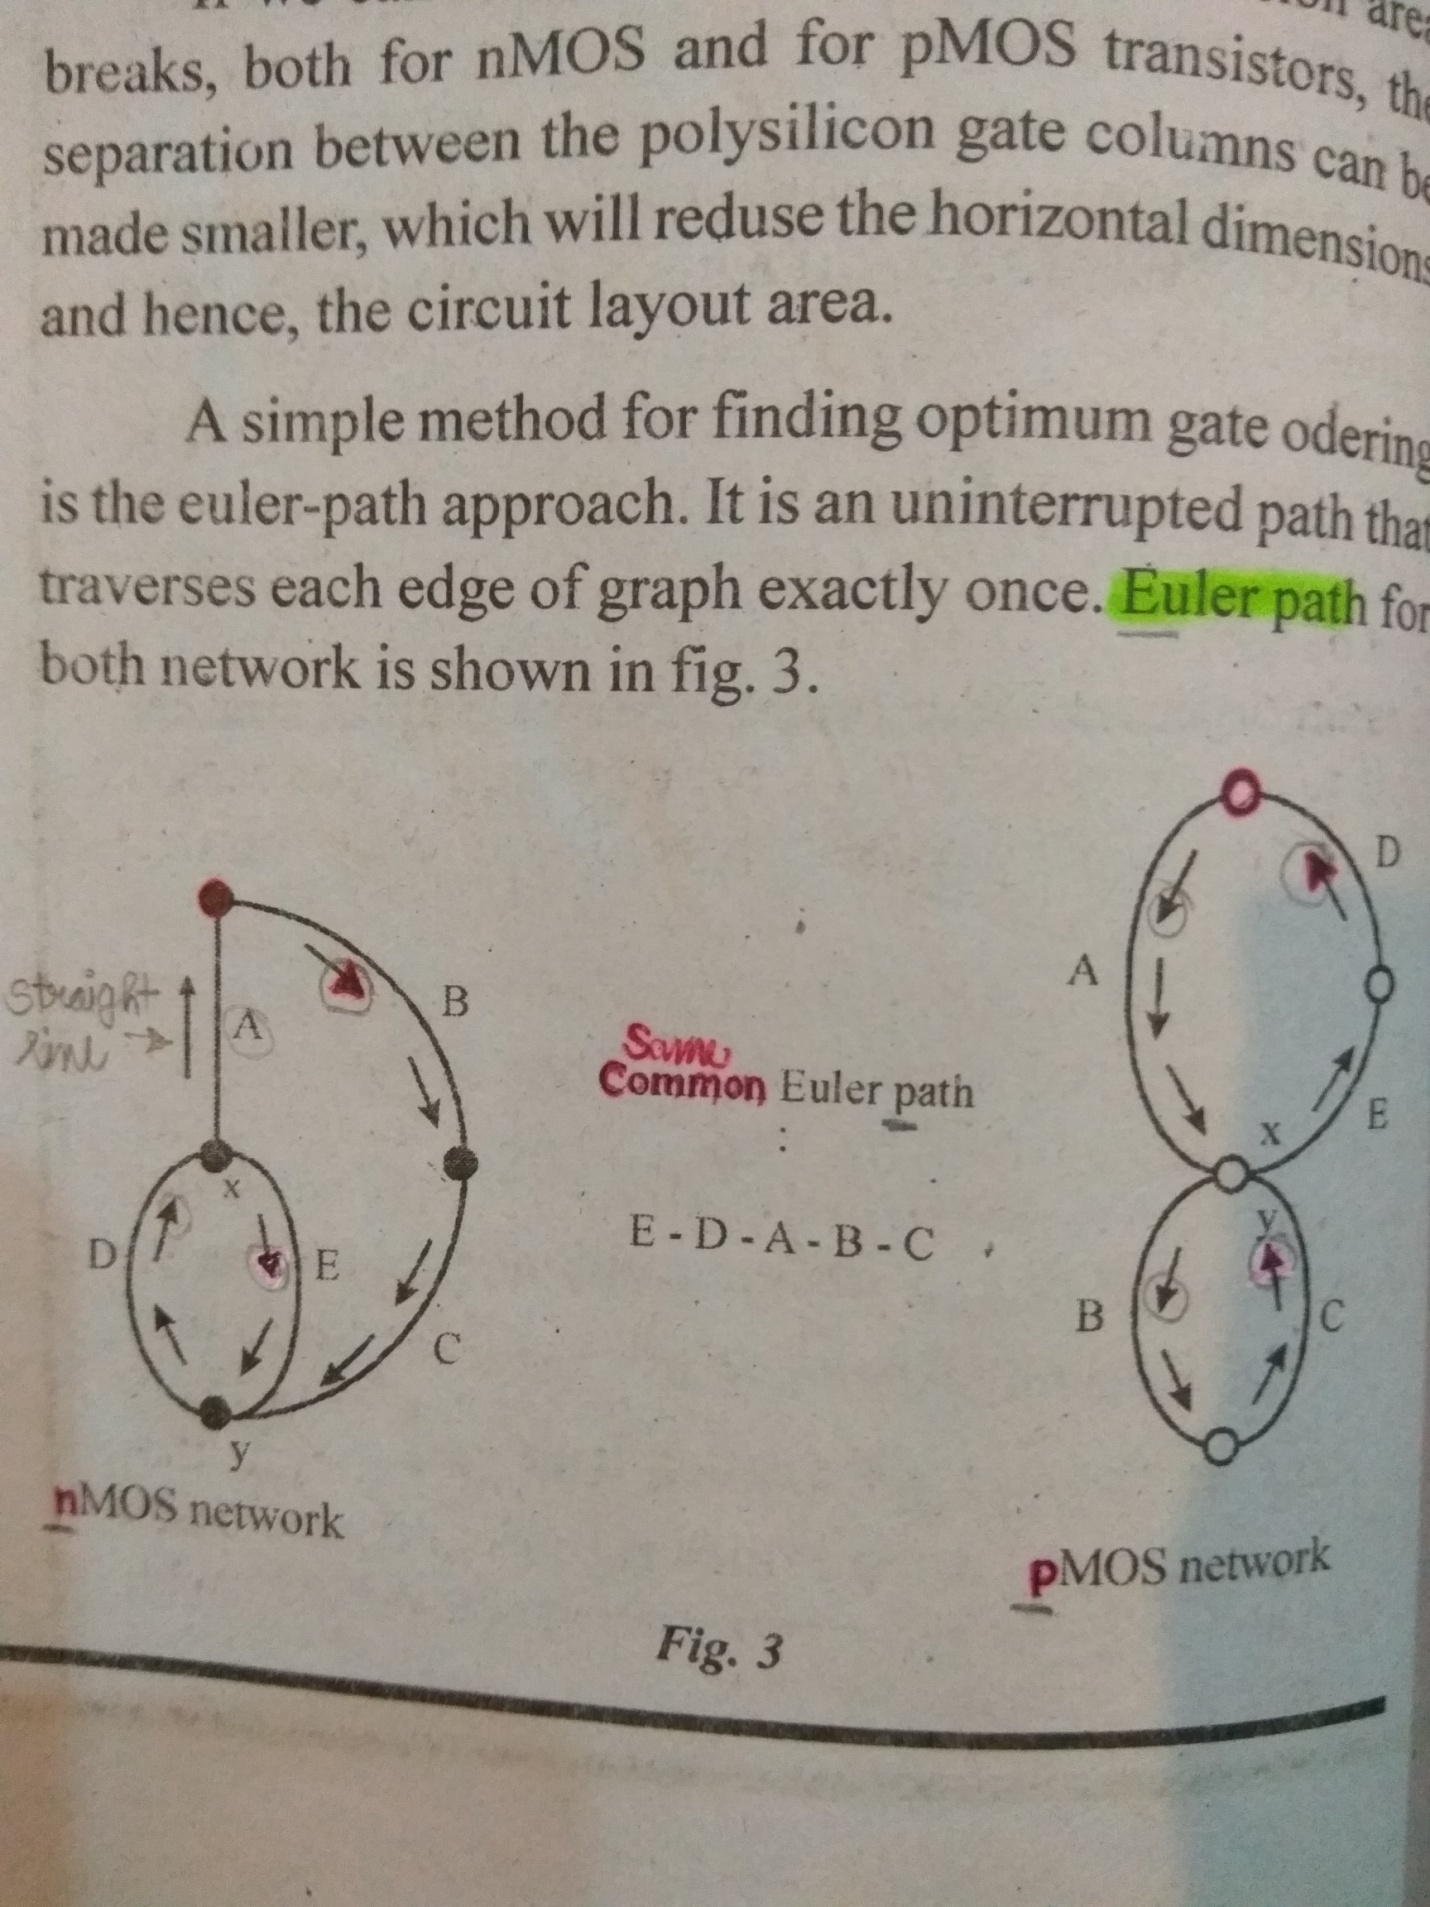 breaks, both for nMOS and for pMOS transistors, the
separation between the polysilicon gate columns can be
made smaller, which will reduse the horizontal dimensions
and hence, the circuit layout area.
A simple method for finding optimum gate odering
is the euler-path approach. It is an uninterrupted path that
traverses each edge of graph exactly once. Euler path for
both network is shown in fig. 3.
straight
line
A
B
x
D
E
C
y
nMOS network
Same
Common Euler path
:
E - D - A - B - C
D
A
E
x
y
B
C
pMOS network
Fig. 3